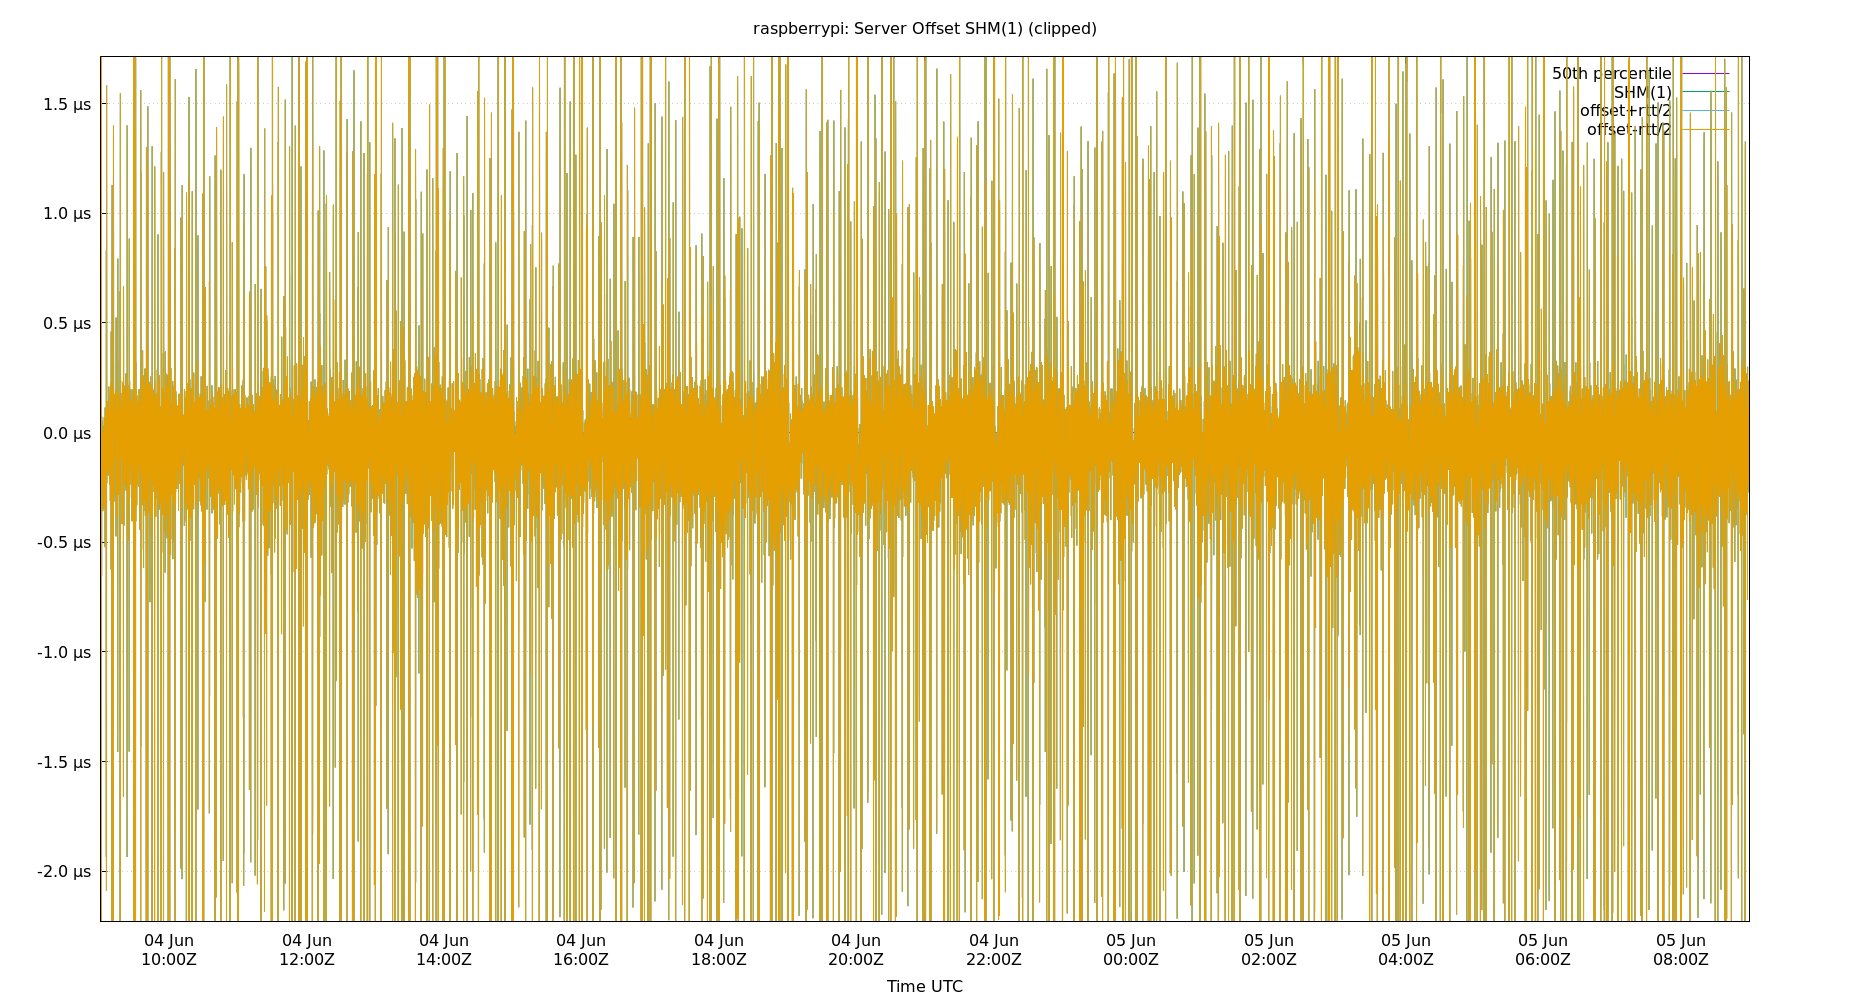 raspberrypi: Server Offset SHM(1) (clipped)
50th percentile
SHM(1)
offset+rtt/2
offset-rtt/2
1.5 µs
1.0 µs
0.5 µs
0.0 µs
-0.5 µs
-1.0 µs
-1.5 µs
-2.0 µs
04 Jun 04 Jun 04 Jun 04 Jun 04 Jun 04 Jun 04 Jun 05 Jun 05 Jun 05 Jun 05 Jun 05 Jun
10:00Z 12:00Z 14:00Z 16:00Z 18:00Z 20:00Z 22:00Z 00:00Z 02:00Z 04:00Z 06:00Z 08:00Z
Time UTC